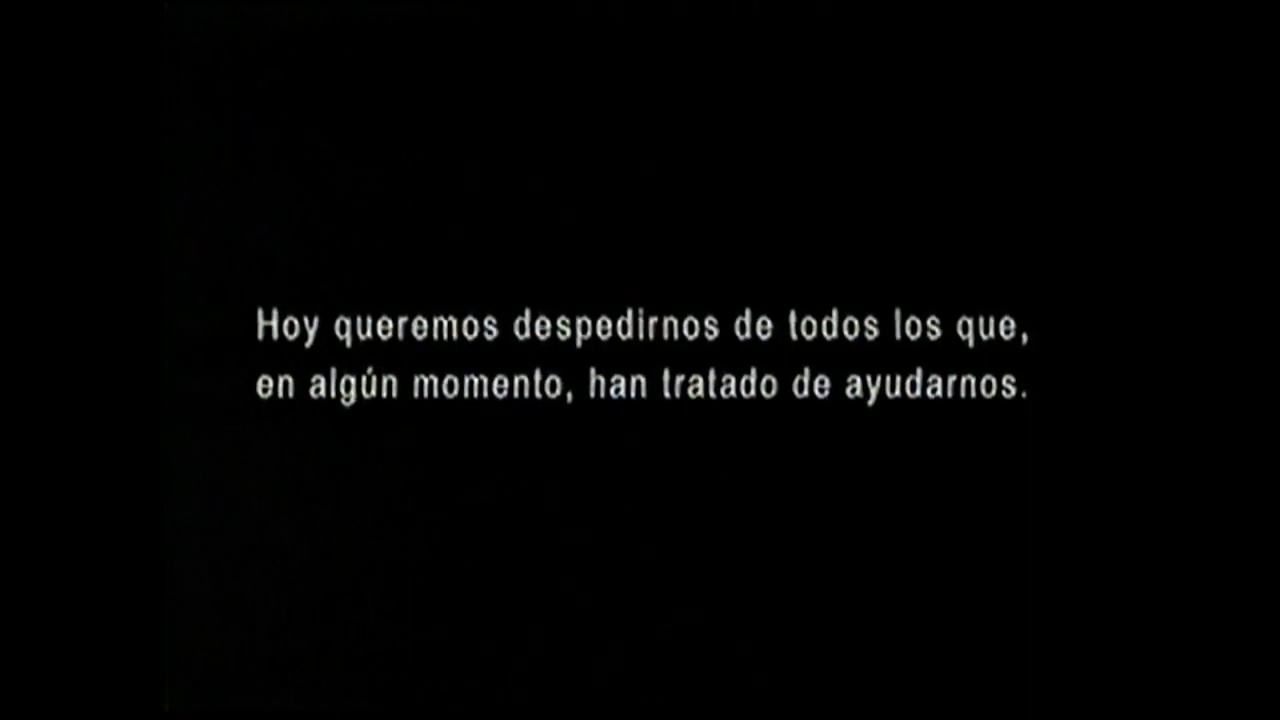 Hoy queremos despedirnos de todos los que,
en algún momento, han tratado de ayudarnos.